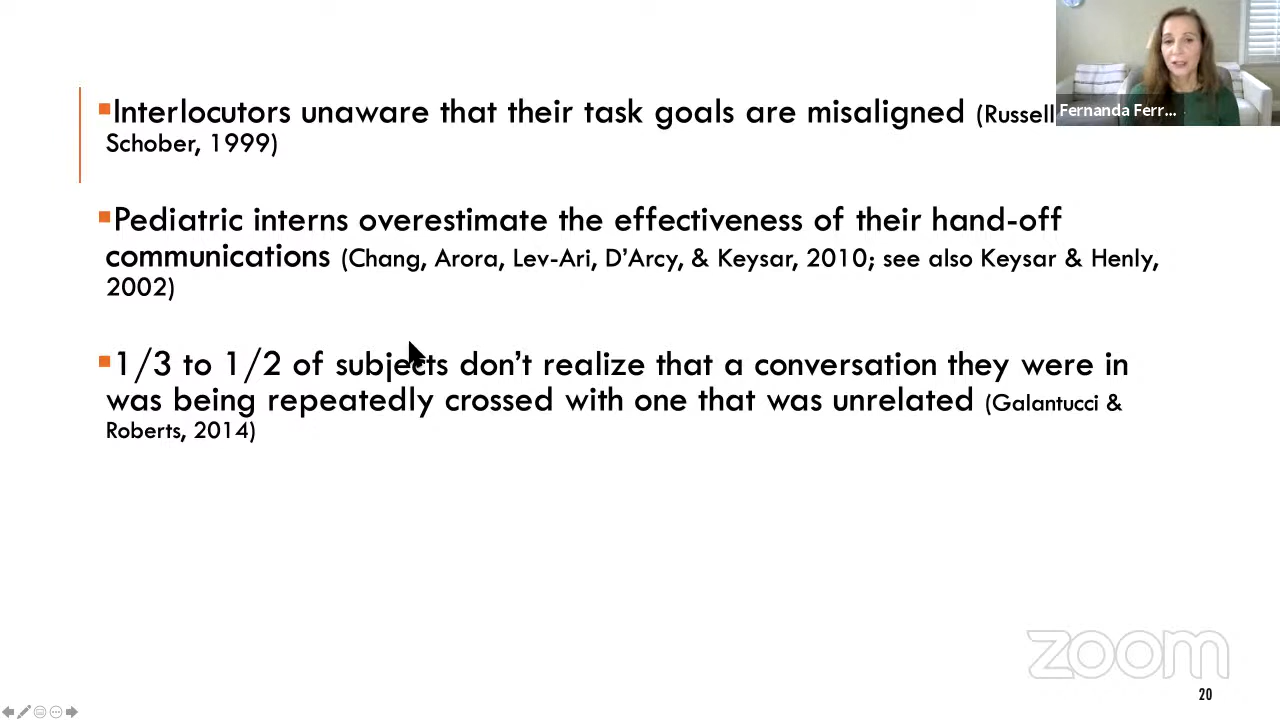 Interlocutors unaware that their task goals are misaligned (Russell
Schober, 1999)
Fernanda Ferr...
Pediatric interns overestimate the effectiveness of their hand-off
communications (Chang, Arora, Lev-Ari, D'Arcy, & Keysar, 2010; see also Keysar & Henly,
2002)
1/3 to 1/2 of subjects don't realize that a conversation they were in
was being repeatedly crossed with one that was unrelated (Galantucci &
Roberts, 2014)
zoom
20